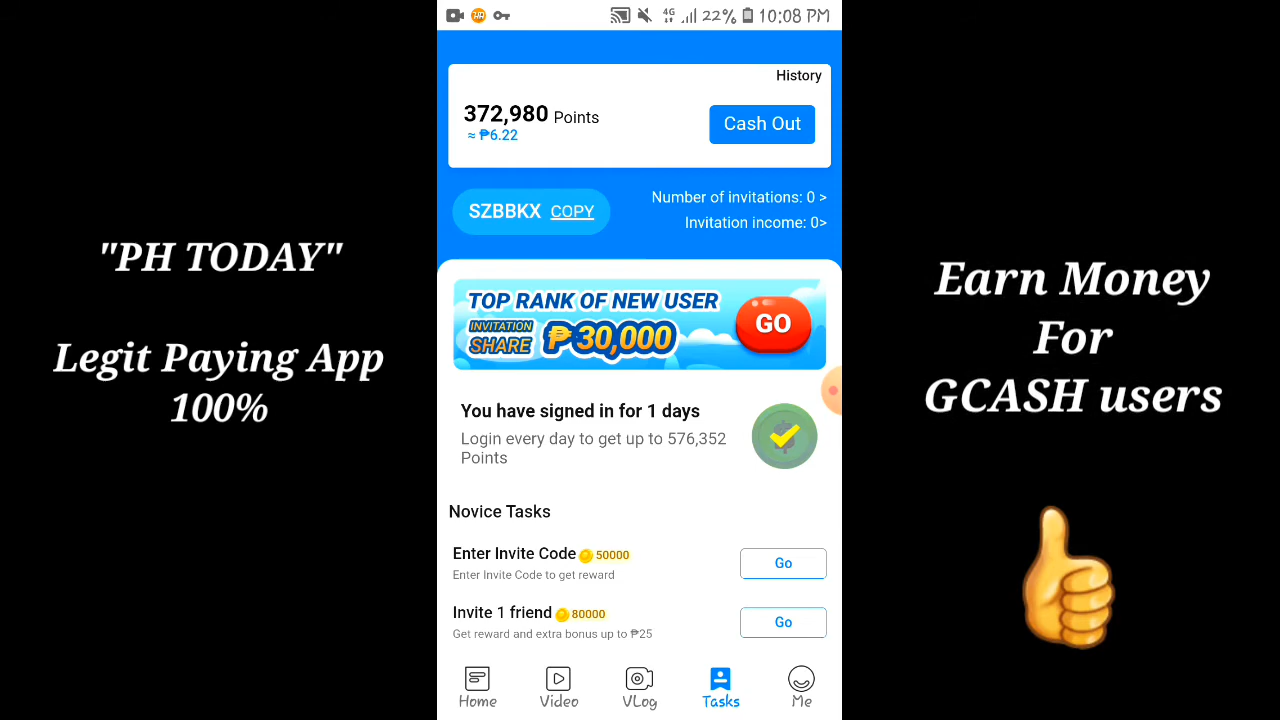 "PH TODAY"
Legit Paying App
100%
4G 22% 10:08 PM
History
372,980 Points
≈ ₱6.22
Cash Out
SZBBKX COPY
Number of invitations: 0 >
Invitation income: 0>
TOP RANK OF NEW USER
INVITATION
SHARE
₱ 30,000
GO
You have signed in for 1 days
Login every day to get up to 576,352
Points
Novice Tasks
Enter Invite Code 50000
Enter Invite Code to get reward
Go
Invite 1 friend 80000
Get reward and extra bonus up to ₱25
Go
Home Video VLog Tasks Me
Earn Money
For
GCASH users